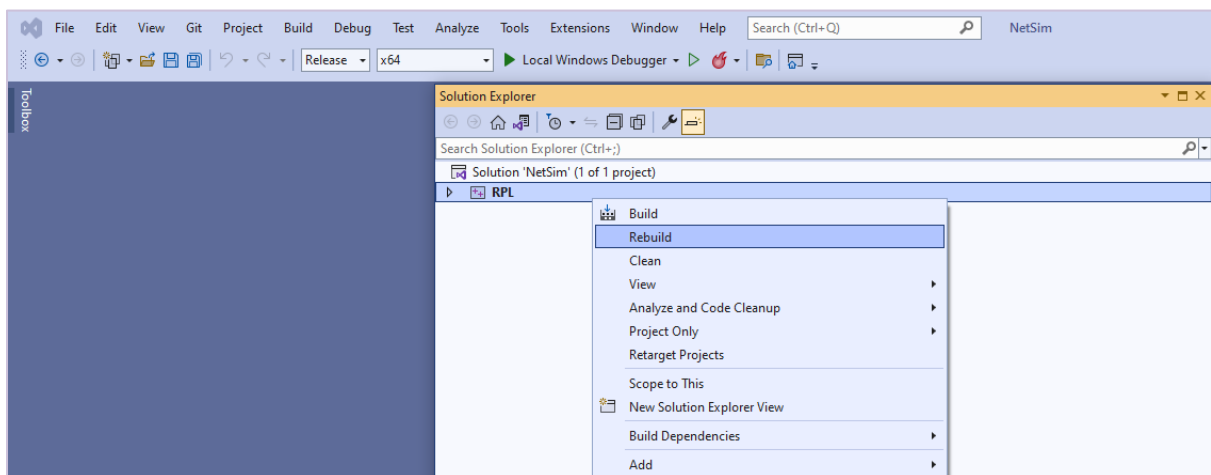 File Edit View Git Project Build Debug Test Analyze Tools Extensions Window Help Search (Ctrl+Q) NetSim
Release x64 Local Windows Debugger
Toolbox
Solution Explorer
Search Solution Explorer (Ctrl+;)
Solution 'NetSim' (1 of 1 project)
RPL
Build
Rebuild
Clean
View
Analyze and Code Cleanup
Project Only
Retarget Projects
Scope to This
New Solution Explorer View
Build Dependencies
Add